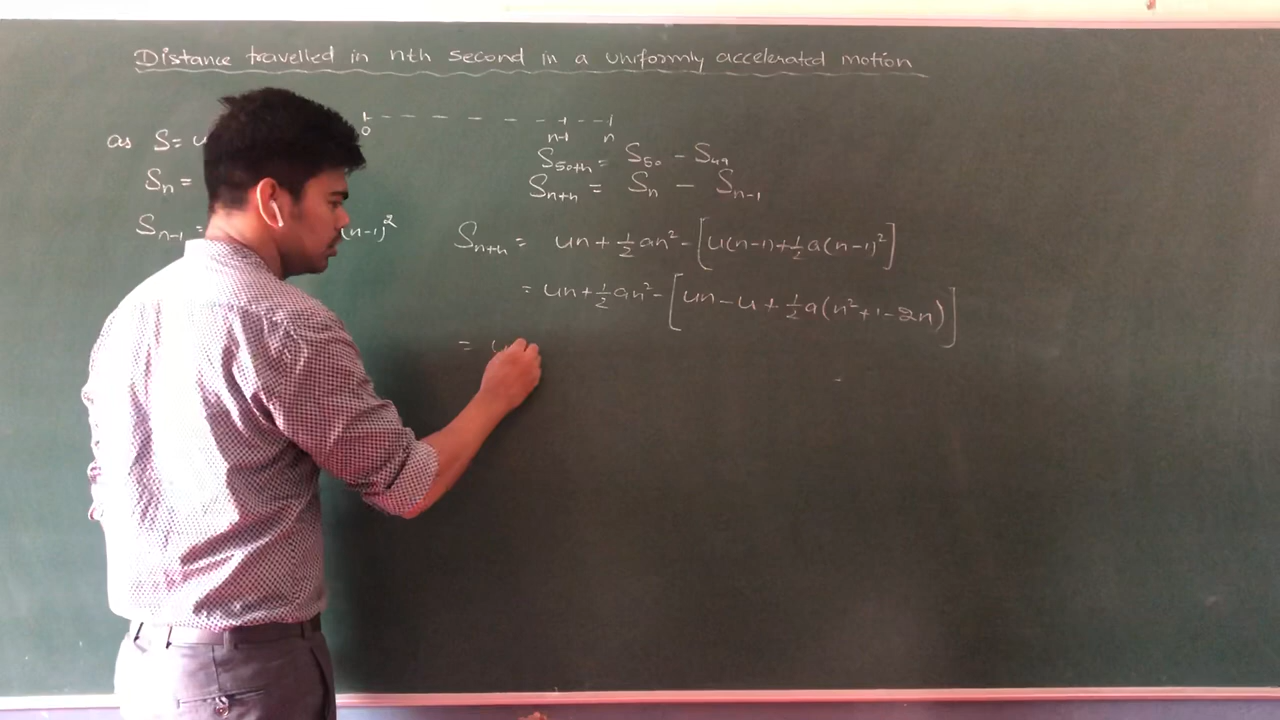 Distance travelled in nth second in a uniformly accelerated motion
0 n-1 n
as S= u
S₅₀ₜₕ = S₅₀ - S₄₉
Sₙ =
Sₙₜₕ = Sₙ - Sₙ₋₁
Sₙ₋₁ = (n-1)²
Sₙₜₕ = un + ½an² - [u(n-1)+½a(n-1)²]
= un + ½an² - [un - u + ½a(n²+1-2n)]
= u